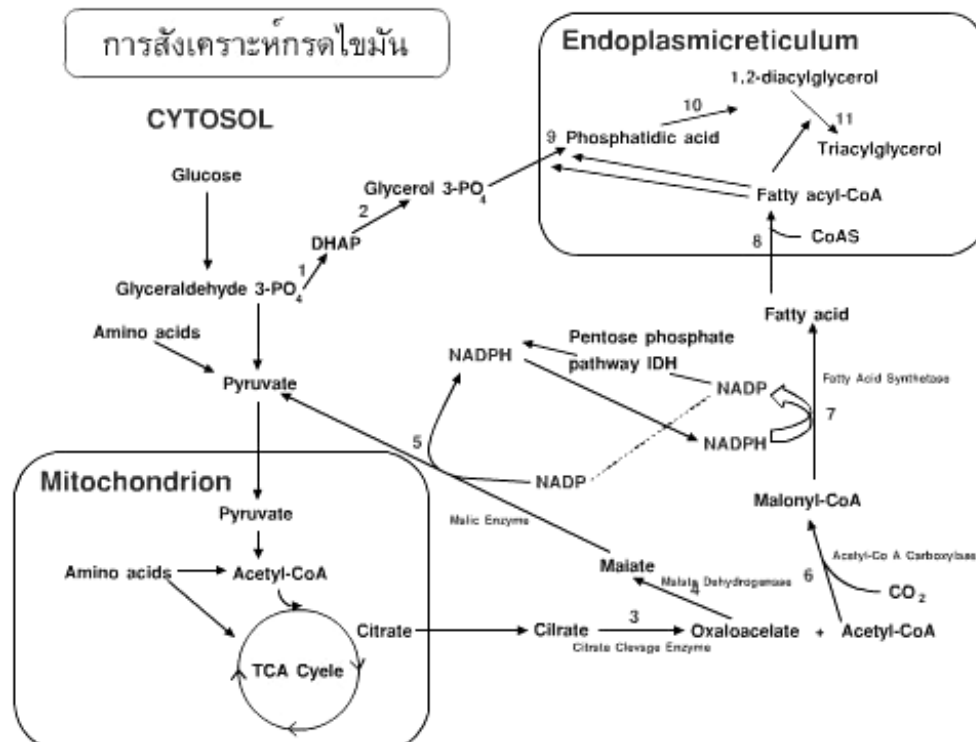 การสังเคราะห์กรดไขมัน
Endoplasmicreticulum
1,2-diacylglycerol
CYTOSOL
10
11
9 Phosphatidic acid
Triacylglycerol
Glucose
Glycerol 3-PO4
2
Fatty acyl-CoA
DHAP
8
CoAS
1
Glyceraldehyde 3-PO4
Fatty acid
Amino acids
Pentose phosphate
NADPH
pathway IDH
Pyruvate
NADP
Fatty Acid Synthetase
7
5
NADPH
Mitochondrion
NADP
Malonyl-CoA
Pyruvate
Malic Enzyme
Acetyl-Co A Carboxylase
Amino acids
Acetyl-CoA
Malate
Malate Dehydrogenase
4
6
CO2
Citrate
Cilrate
3
Oxaloacelate + Acetyl-CoA
Citrate Clevage Enzyme
TCA Cyele